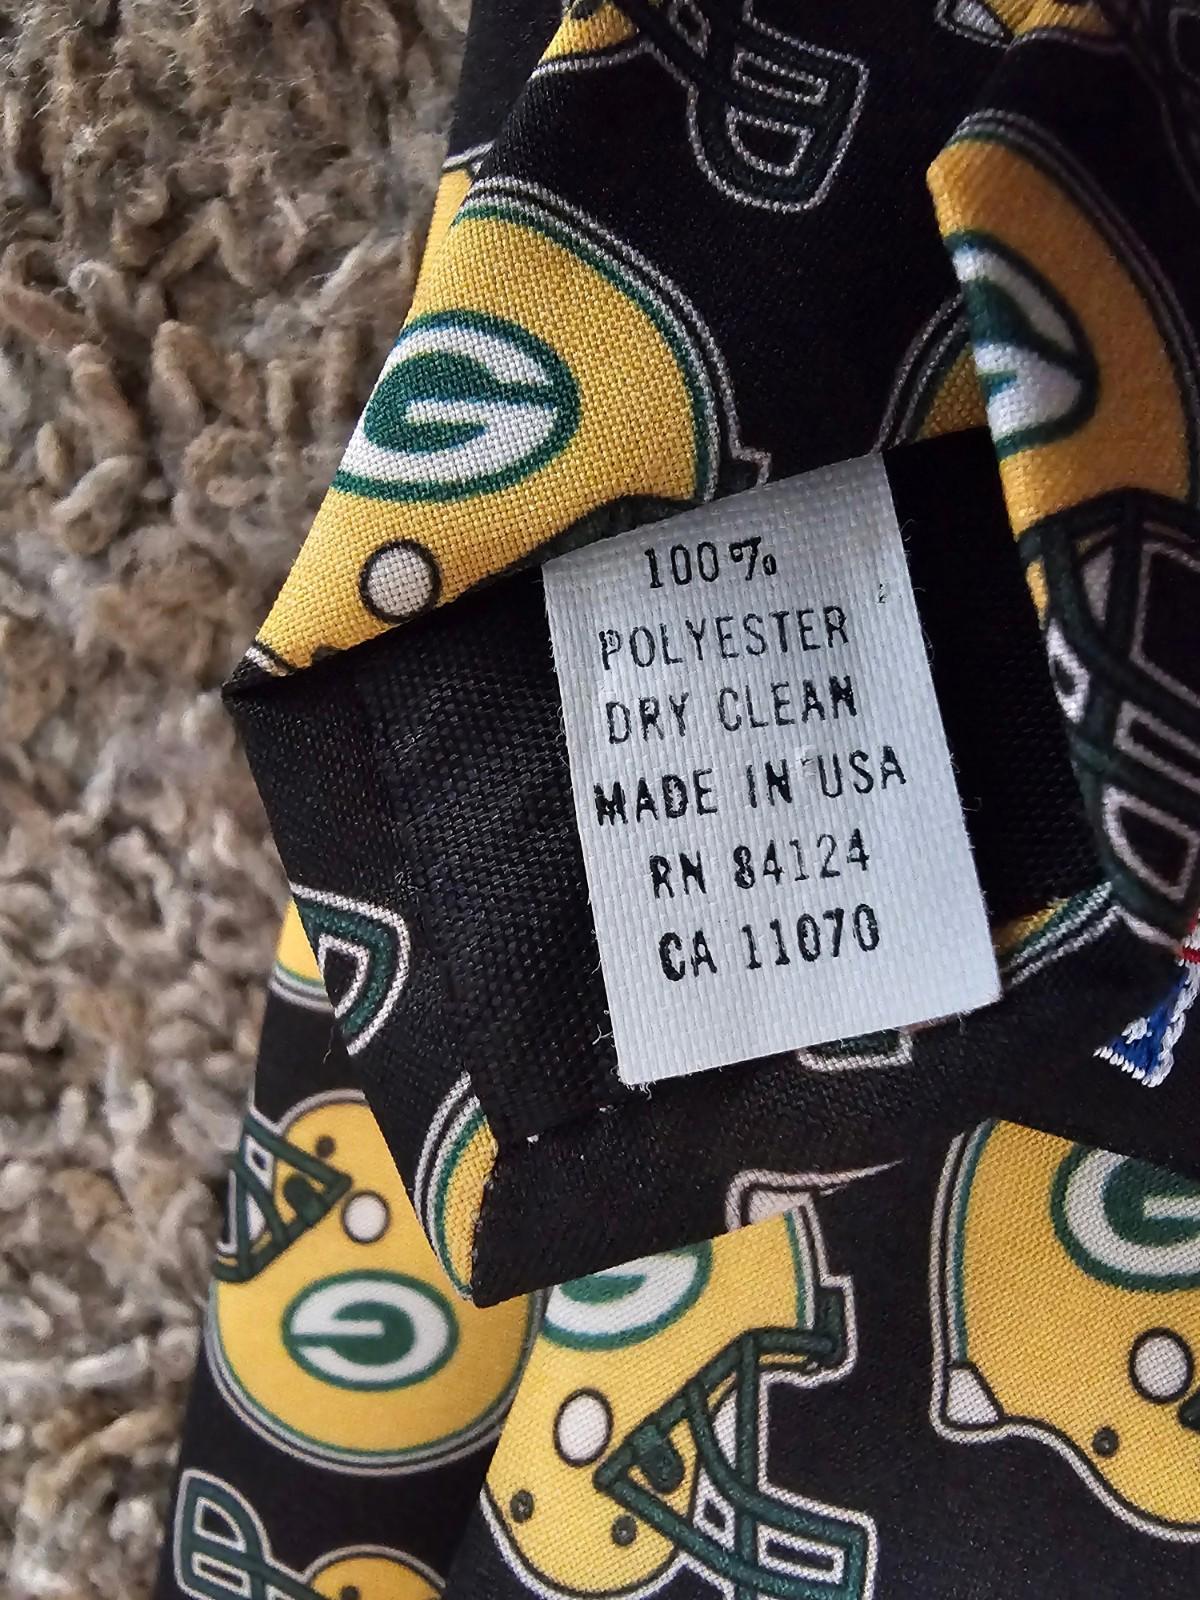 100%
POLYESTER
DRY CLEAN
MADE IN USA
RN 84124
CA 11070
G
G
G
G
G